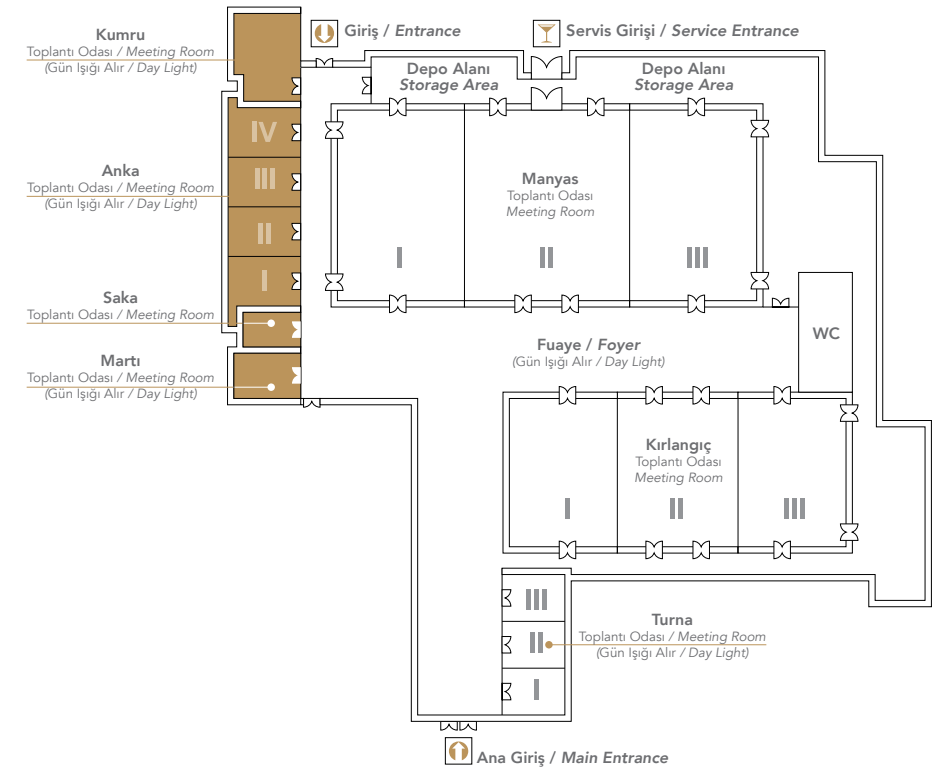 Kumru
Toplantı Odası / Meeting Room
(Gün Işığı Alır / Day Light)
Giriş / Entrance
Servis Girişi / Service Entrance
Depo Alanı
Storage Area
Depo Alanı
Storage Area
Anka
Toplantı Odası / Meeting Room
(Gün Işığı Alır / Day Light)
IV
III
II
I
Manyas
Toplantı Odası
Meeting Room
I
II
III
Saka
Toplantı Odası / Meeting Room
Martı
Toplantı Odası / Meeting Room
(Gün Işığı Alır / Day Light)
Fuaye / Foyer
(Gün Işığı Alır / Day Light)
WC
Kırlangıç
Toplantı Odası
Meeting Room
I
II
III
III
II
I
Turna
Toplantı Odası / Meeting Room
(Gün Işığı Alır / Day Light)
Ana Giriş / Main Entrance